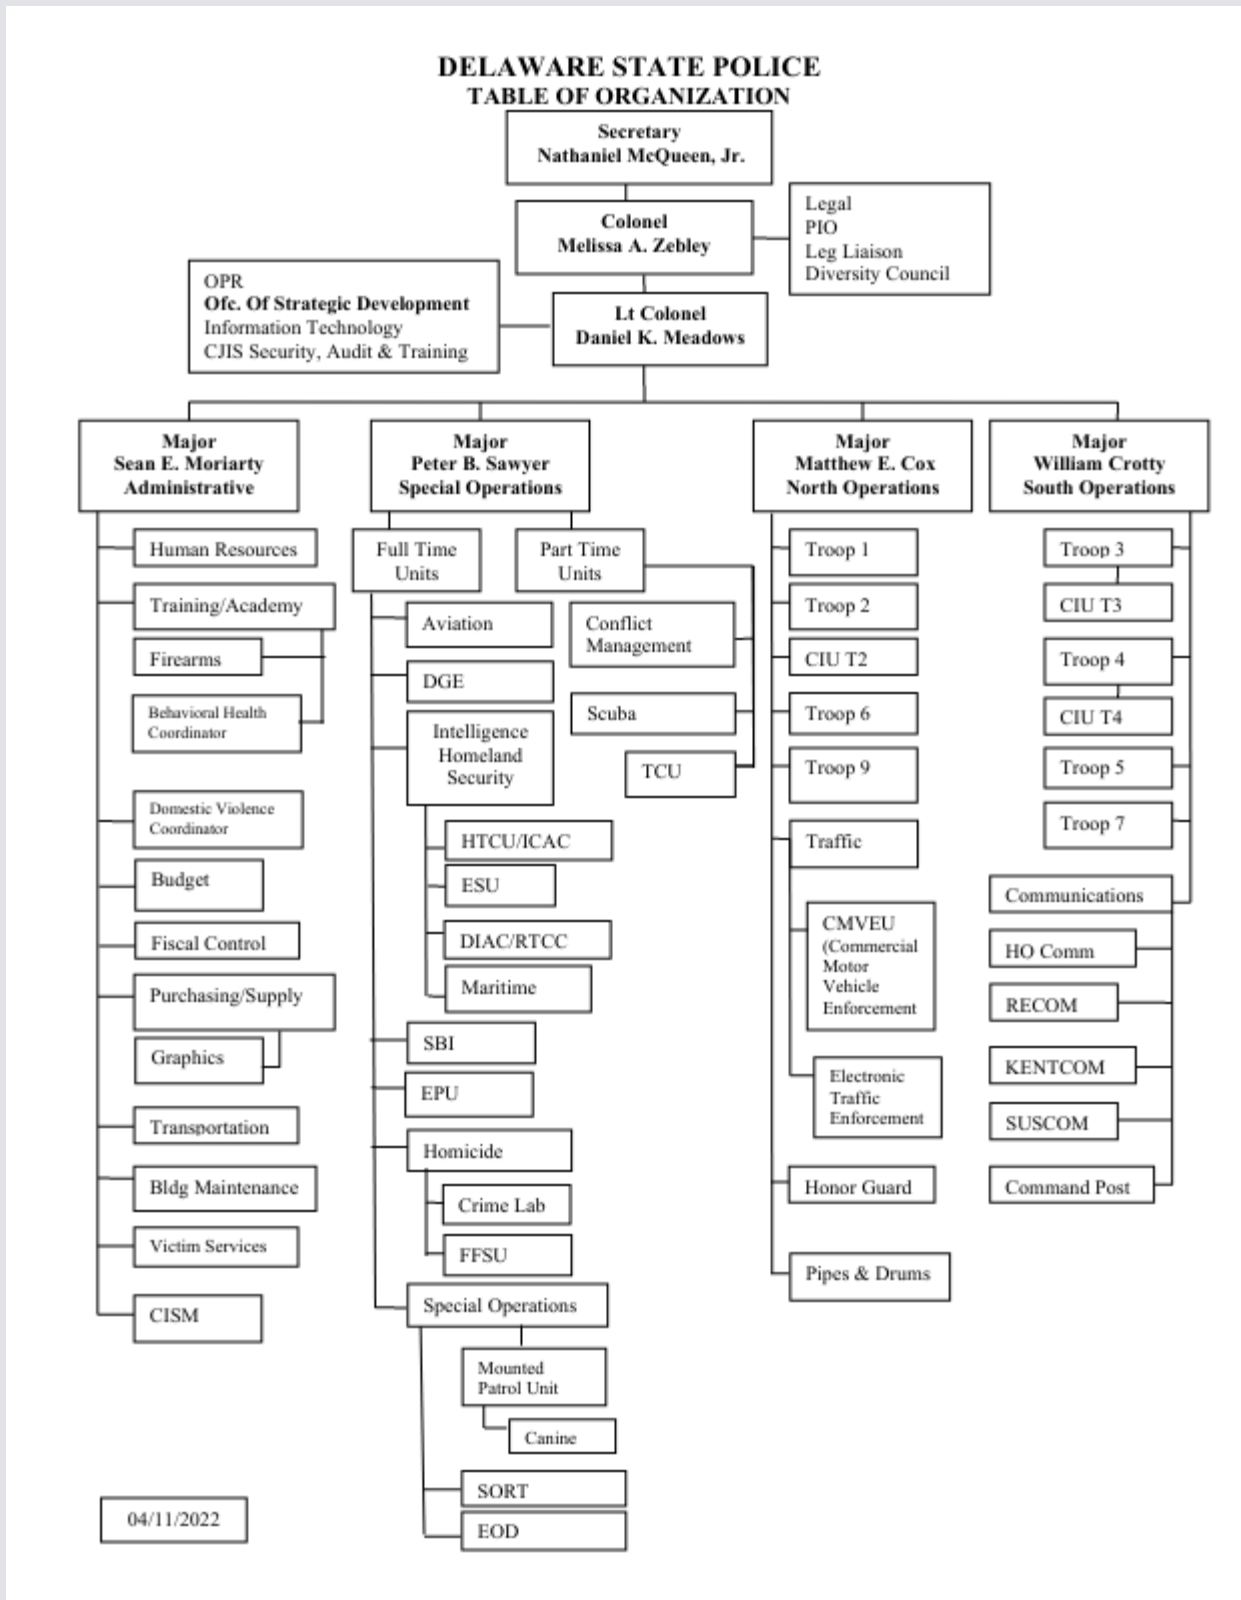 DELAWARE STATE POLICE
TABLE OF ORGANIZATION
Secretary
Nathaniel McQueen, Jr.
Colonel
Melissa A. Zebley
Legal
PIO
Leg Liaison
Diversity Council
OPR
Ofc. Of Strategic Development
Information Technology
CJIS Security, Audit & Training
Lt Colonel
Daniel K. Meadows
Major
Sean E. Moriarty
Administrative
Human Resources
Training/Academy
Firearms
Behavioral Health
Coordinator
Domestic Violence
Coordinator
Budget
Fiscal Control
Purchasing/Supply
Graphics
Transportation
Bldg Maintenance
Victim Services
CISM
Major
Peter B. Sawyer
Special Operations
Full Time
Units
Aviation
DGE
Intelligence
Homeland
Security
HTCU/ICAC
ESU
DIAC/RTCC
Maritime
SBI
EPU
Homicide
Crime Lab
FFSU
Special Operations
Mounted
Patrol Unit
Canine
SORT
EOD
Part Time
Units
Conflict
Management
Scuba
TCU
Major
Matthew E. Cox
North Operations
Troop 1
Troop 2
CIU T2
Troop 6
Troop 9
Traffic
CMVEU
(Commercial
Motor
Vehicle
Enforcement
Electronic
Traffic
Enforcement
Honor Guard
Pipes & Drums
Major
William Crotty
South Operations
Troop 3
CIU T3
Troop 4
CIU T4
Troop 5
Troop 7
Communications
HO Comm
RECOM
KENTCOM
SUSCOM
Command Post
04/11/2022